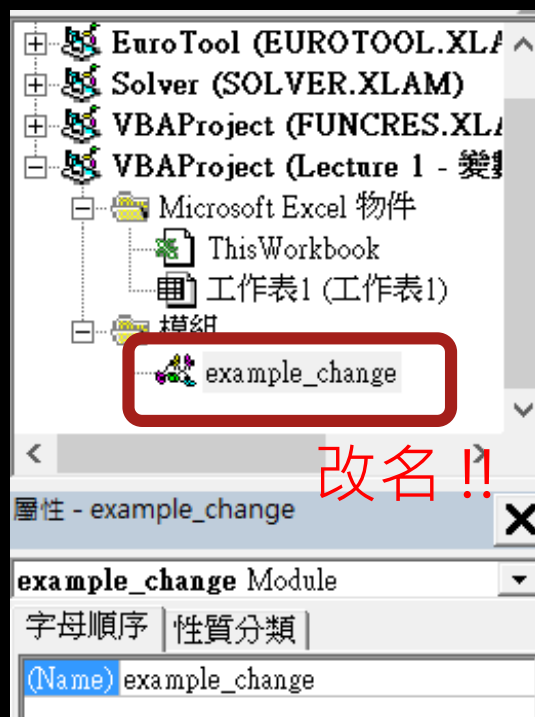 EuroTool (EUROTOOL.XLA
Solver (SOLVER.XLAM)
VBAProject (FUNCRES.XLA
VBAProject (Lecture 1 - 變
Microsoft Excel 物件
ThisWorkbook
工作表1 (工作表1)
模組
example_change
改名 !!
屬性 - example_change
example_change Module
字母順序 性質分類
(Name) example_change